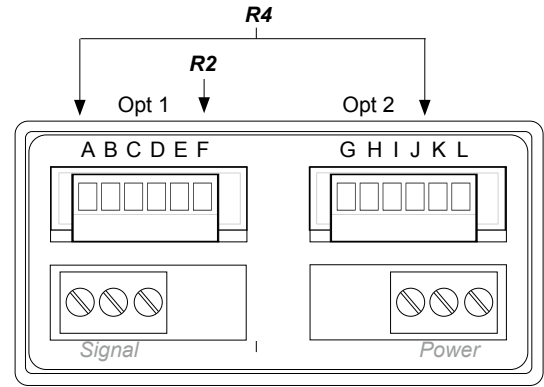 R4
R2
Opt 1 Opt 2
A B C D E F G H I J K L
Signal Power